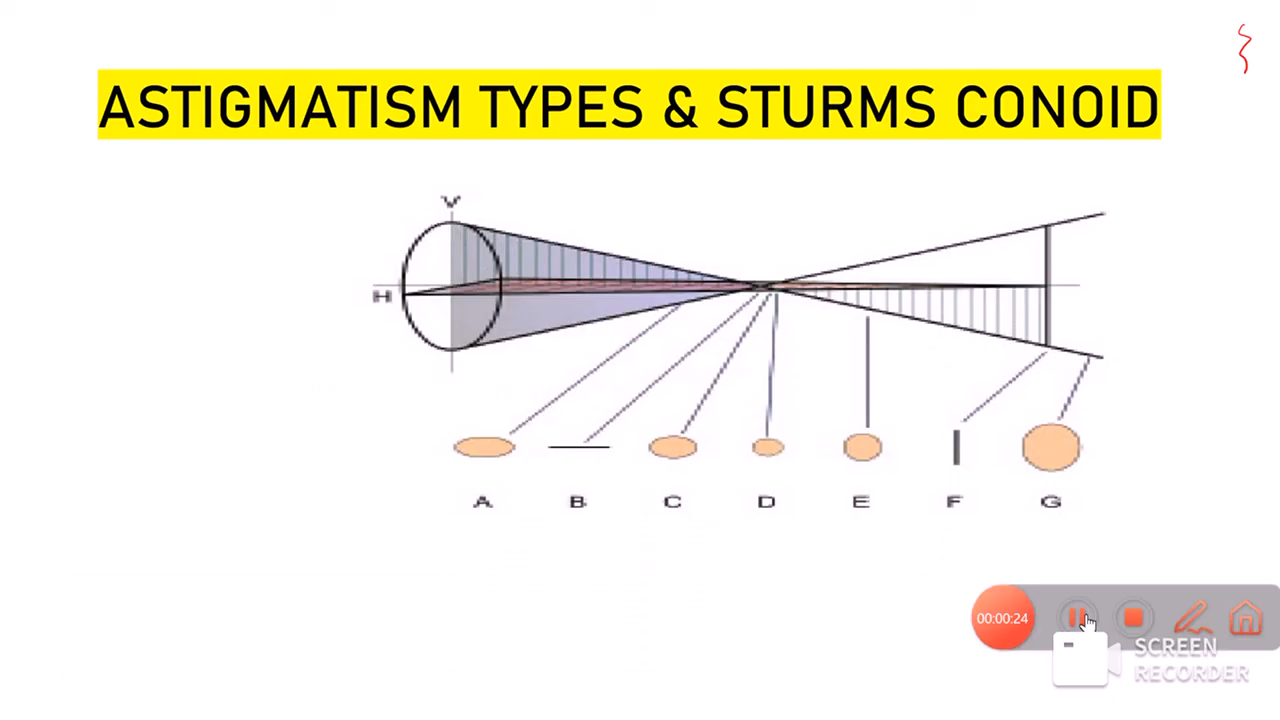 ASTIGMATISM TYPES & STURMS CONOID
V
H
A B C D E F G
00:00:24
SCREEN
RECORDER